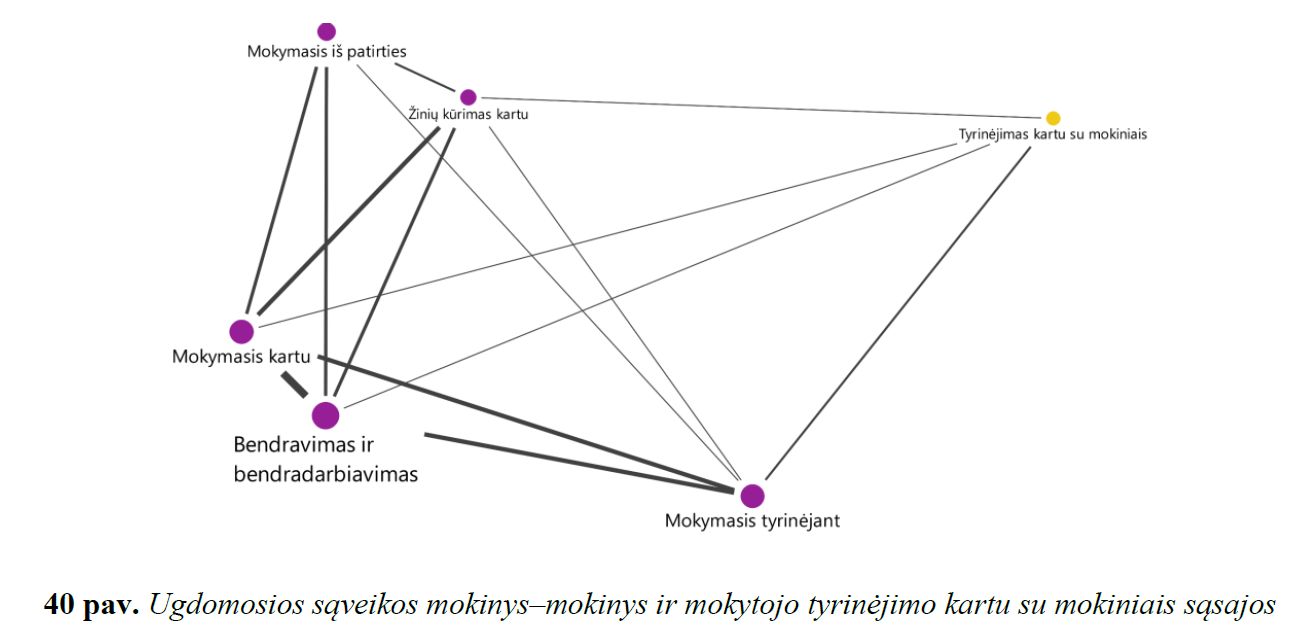 Mokymasis iš patirties
Žinių kūrimas kartu
Tyrinėjimas kartu su mokiniais
Mokymasis kartu
Bendravimas ir
bendradarbiavimas
Mokymasis tyrinėjant
40 pav. Ugdomosios sąveikos mokinys–mokinys ir mokytojo tyrinėjimo kartu su mokiniais sąsajos